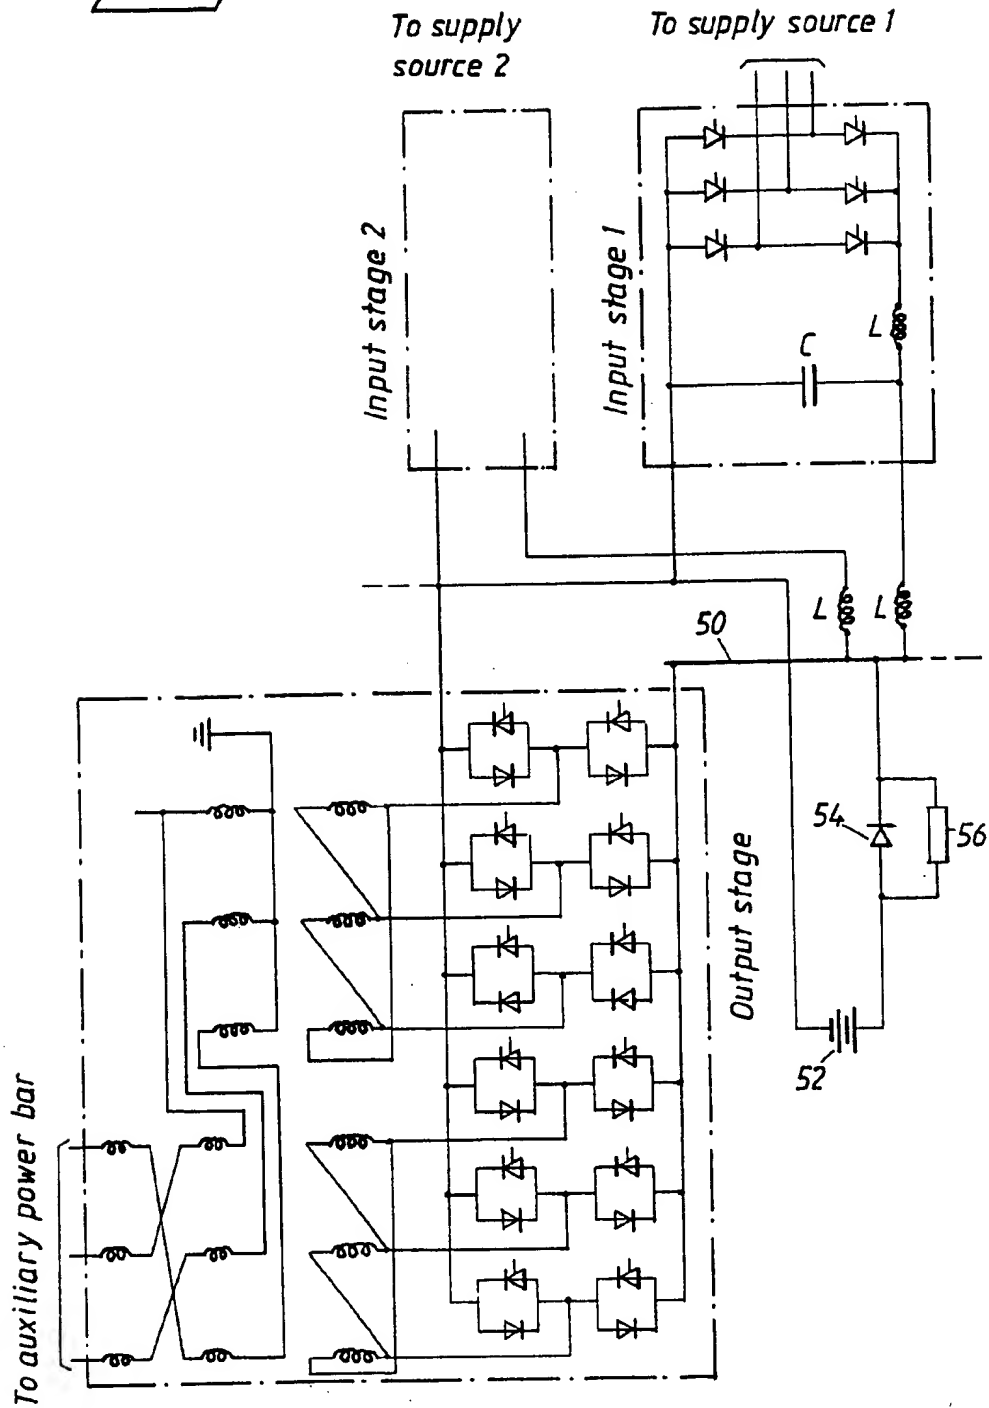 To supply
source 2
To supply source 1
Input stage 2
Input stage 1
L
C
L
L
50
54
56
Output stage
52
To auxiliary power bar